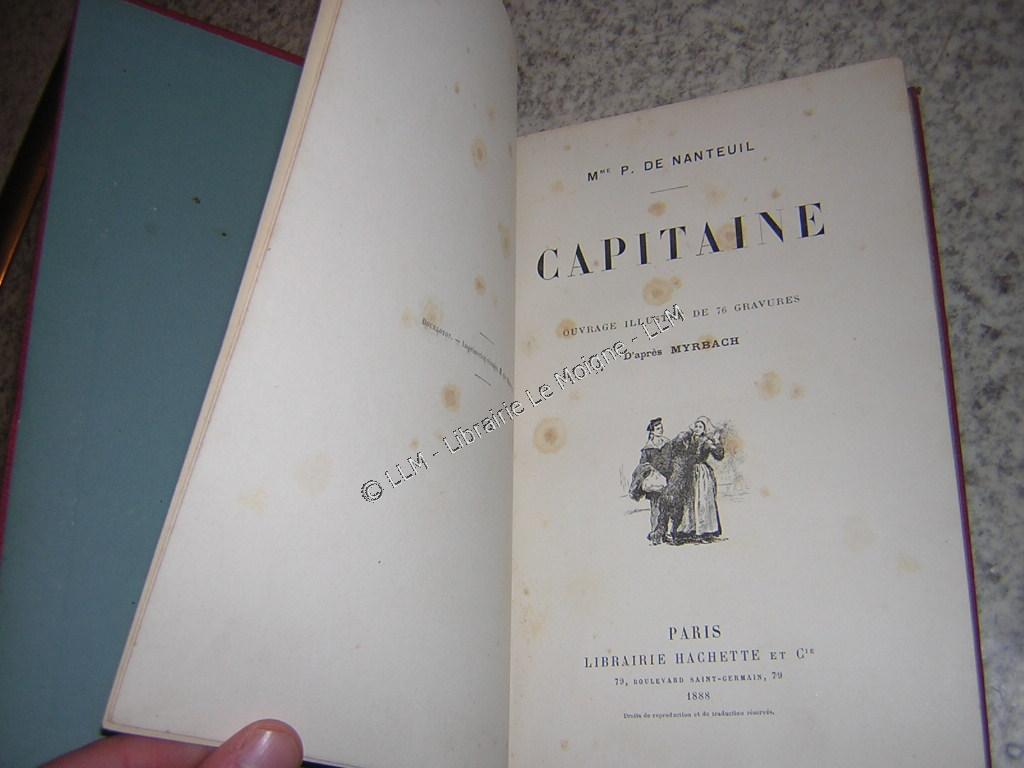 Mᴹᴱ P. DE NANTEUIL
CAPITAINE
OUVRAGE ILLUSTRÉ DE 76 GRAVURES
D'après MYRBACH
© LLM - Librairie Le Moigne - LLM
PARIS
LIBRAIRIE HACHETTE ET Cⁱᵉ
79, BOULEVARD SAINT-GERMAIN, 79
1888
Droits de reproduction et de traduction réservés.